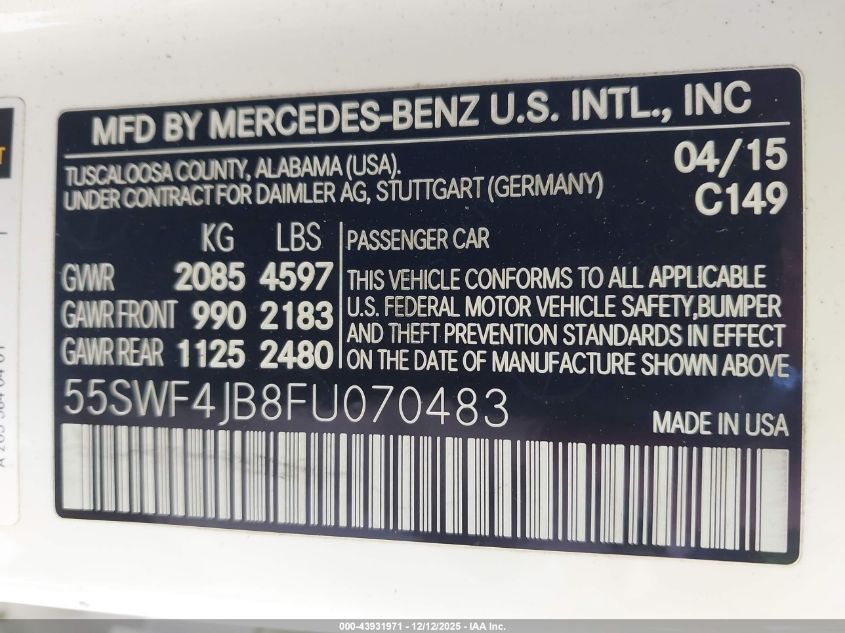 MFD BY MERCEDES-BENZ U.S. INTL., INC
TUSCALOOSA COUNTY, ALABAMA (USA).
UNDER CONTRACT FOR DAIMLER AG, STUTTGART (GERMANY)
04/15
C149
KG LBS
GVWR 2085 4597
GAWR FRONT 990 2183
GAWR REAR 1125 2480
PASSENGER CAR
THIS VEHICLE CONFORMS TO ALL APPLICABLE
U.S. FEDERAL MOTOR VEHICLE SAFETY,BUMPER
AND THEFT PREVENTION STANDARDS IN EFFECT
ON THE DATE OF MANUFACTURE SHOWN ABOVE
55SWF4JB8FU070483
MADE IN USA
000-43931971 - 12/12/2025 - IAA Inc.